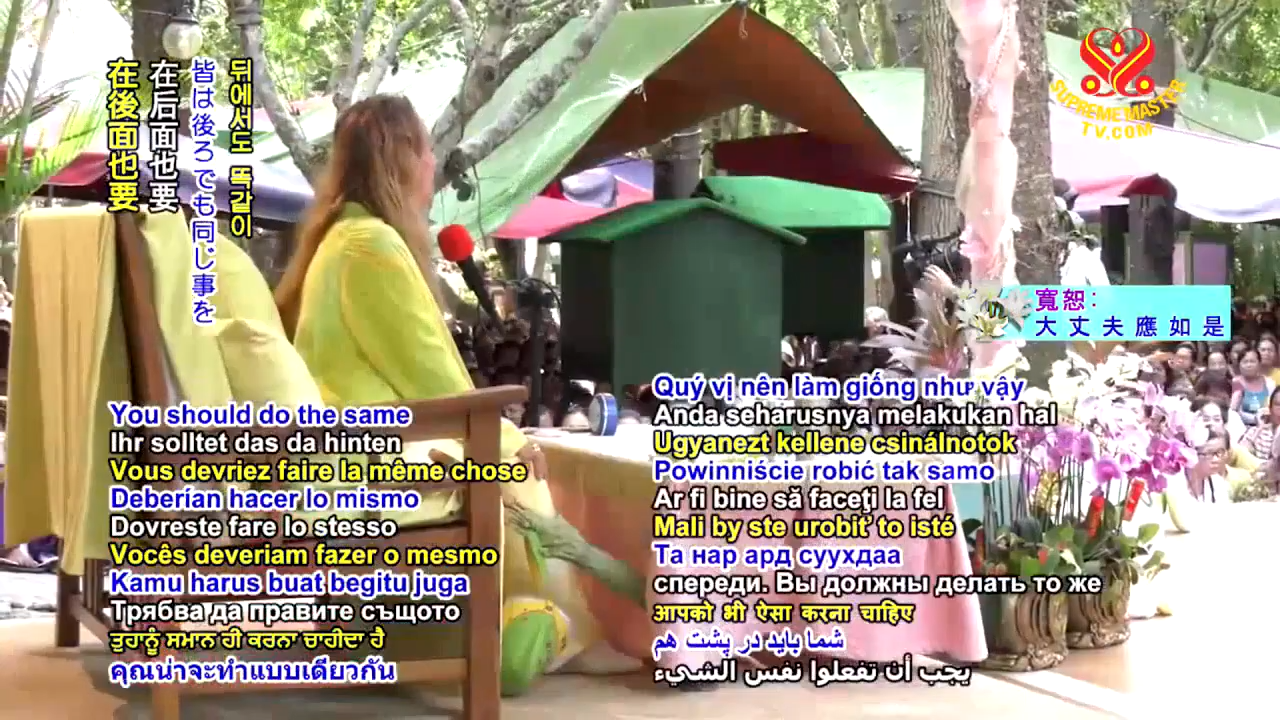 在後面也要
在后面也要
皆は後ろでも同じ事を
뒤에서도 똑같이
SUPREME MASTER
TV.COM
寬恕：
大丈夫應如是
You should do the same
Ihr solltet das da hinten
Vous devriez faire la même chose
Deberían hacer lo mismo
Dovreste fare lo stesso
Vocês deveriam fazer o mesmo
Kamu harus buat begitu juga
Трябва да правите същото
ਤੁਹਾਨੂੰ ਸਮਾਨ ਹੀ ਕਰਨਾ ਚਾਹੀਦਾ ਹੈ
คุณน่าจะทำแบบเดียวกัน
Quý vị nên làm giống như vậy
Anda seharusnya melakukan hal
Ugyanezt kellene csinálnotok
Powinniście robić tak samo
Ar fi bine să faceţi la fel
Mali by ste urobiť to isté
Та нар ард суухдаа
спереди. Вы должны делать то же
आपको भी ऐसा करना चाहिए
شما باید در پشت هم
يجب أن تفعلوا نفس الشيء